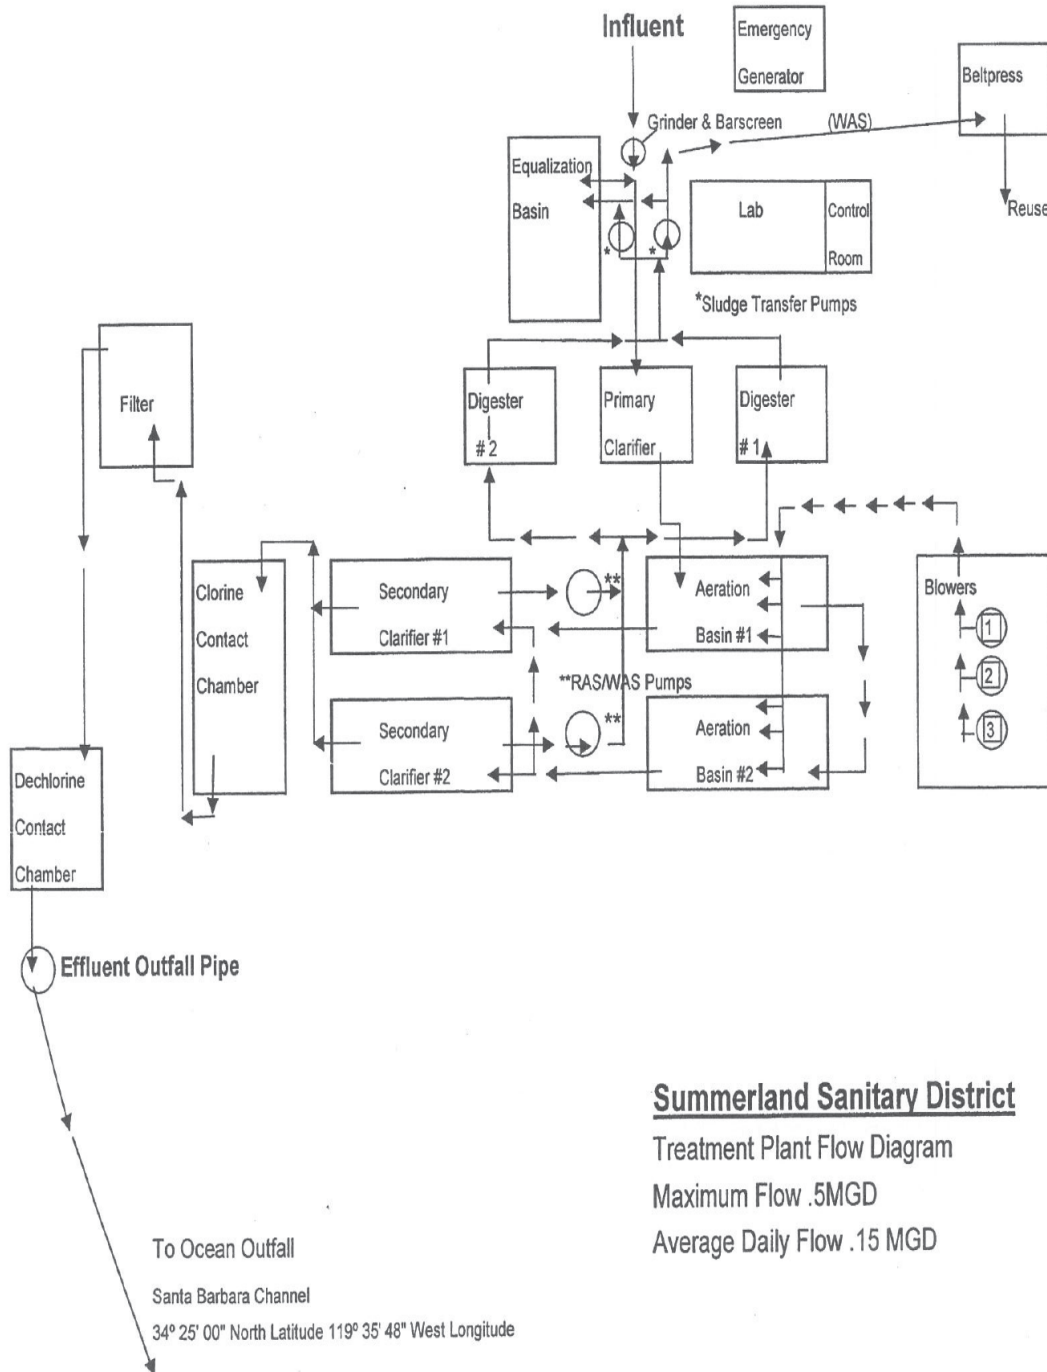 Influent
Emergency
Generator
Beltpress
Grinder & Barscreen
(WAS)
Equalization
Basin
Lab
Control
Room
Reuse
*
*
*Sludge Transfer Pumps
Filter
Digester
# 2
Primary
Clarifier
Digester
# 1
Clorine
Contact
Chamber
Secondary
Clarifier #1
**
Aeration
Basin #1
Blowers
1
2
3
**RAS/WAS Pumps
Secondary
Clarifier #2
**
Aeration
Basin #2
Dechlorine
Contact
Chamber
Effluent Outfall Pipe
Summerland Sanitary District
Treatment Plant Flow Diagram
Maximum Flow .5MGD
Average Daily Flow .15 MGD
To Ocean Outfall
Santa Barbara Channel
34º 25' 00" North Latitude 119º 35' 48" West Longitude